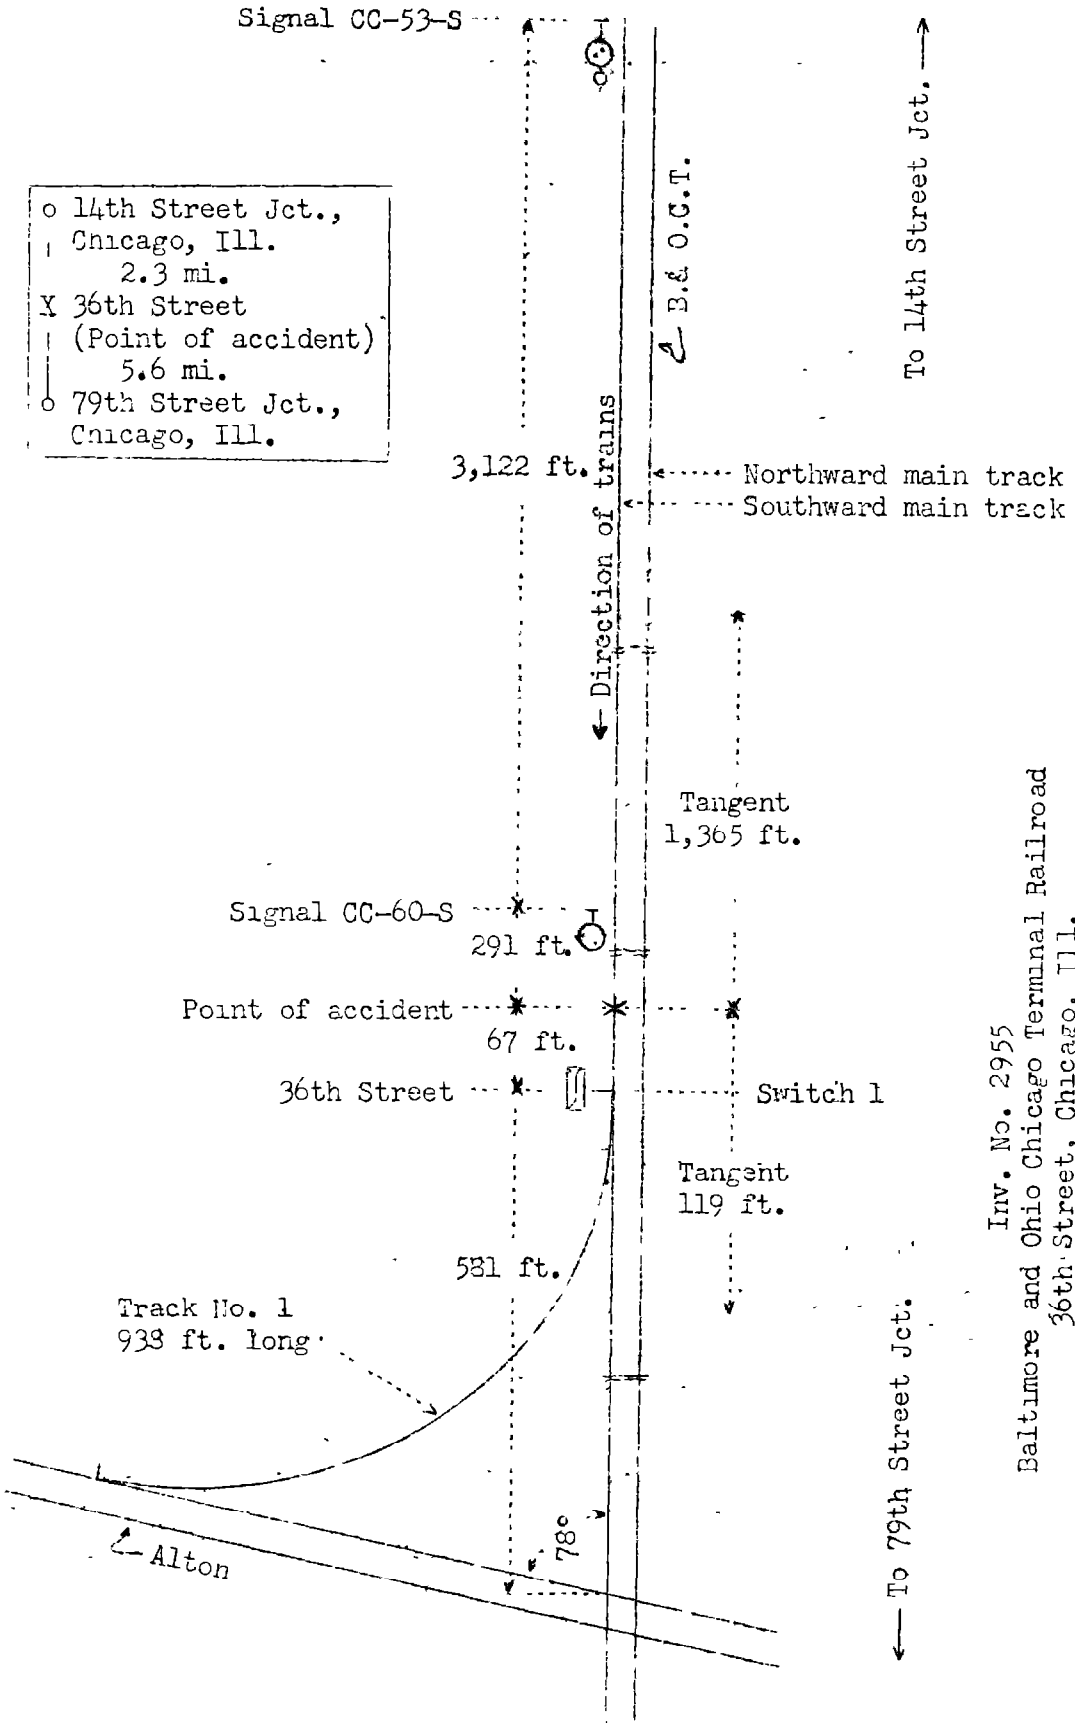 Signal CC-53-S
14th Street Jct.,
Chicago, Ill.
2.3 mi.
X 36th Street
(Point of accident)
5.6 mi.
79th Street Jct.,
Chicago, Ill.
To 14th Street Jct.
B.& O.C.T.
3,122 ft.
Direction of trains
Northward main track
Southward main track
Tangent
1,365 ft.
Signal CC-60-S
291 ft.
Point of accident
67 ft.
36th Street
Switch 1
Tangent
119 ft.
581 ft.
Track No. 1
938 ft. long
78°
Alton
To 79th Street Jct.
Inv. No. 2955
Baltimore and Ohio Chicago Terminal Railroad
36th Street, Chicago, Ill.